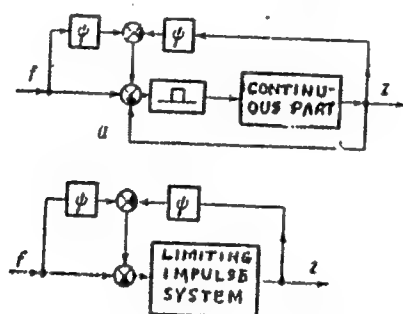 ψ
ψ
f
CONTINU-
OUS PART
z
a
ψ
ψ
f
LIMITING
IMPULSE
SYSTEM
z